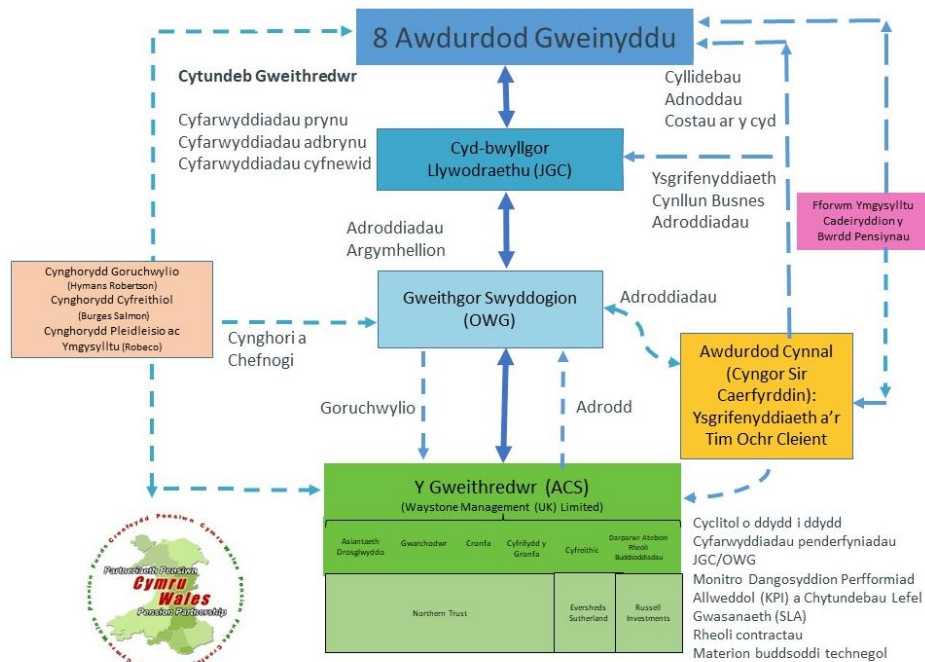 8 Awdurdod Gweinyddu
Cytundeb Gweithredwr
Cyfarwyddiadau prynu
Cyfarwyddiadau adbrynu
Cyfarwyddiadau cyfnewid
Cyllidebau
Adnoddau
Costau ar y cyd
Cyd-bwyllgor
Llywodraethu (JGC)
Ysgrifenyddiaeth
Cynllun Busnes
Adroddiadau
Fforwm Ymgysylltu
Cadeiryddion y
Bwrdd Pensiynau
Adroddiadau
Argymhellion
Cynghorydd Goruchwylio
(Hymans Robertson)
Cynghorydd Cyfreithiol
(Burges Salmon)
Cynghorydd Pleidleisio ac
Ymgysylltu (Robeco)
Cynghori a
Chefnogi
Gweithgor Swyddogion
(OWG)
Adroddiadau
Awdurdod Cynnal
(Cyngor Sir
Caerfyrddin):
Ysgrifenyddiaeth a'r
Tim Ochr Cleient
Goruchwylio
Adrodd
Y Gweithredwr (ACS)
(Waystone Management (UK) Limited)
Asiantaeth
Drosglwyddo
Gwarchodwr
Cronfa
Cyfrifydd y
Gronfa
Cyfreithic
Darparwr Atebion
Rheoli
Buddsoddiadau
Northern Trust
Eversheds
Sutherland
Russell
Investments
Cyclitol o ddydd i ddydd
Cyfarwyddiadau penderfyniadau
JGC/OWG
Monitro Dangosyddion Perfformiad
Allweddol (KPI) a Chytundebau Lefel
Gwasanaeth (SLA)
Rheoli contractau
Materion buddsoddi technegol
Partneriaeth Pensiwn
Cymru
Wales
Pension Partnership